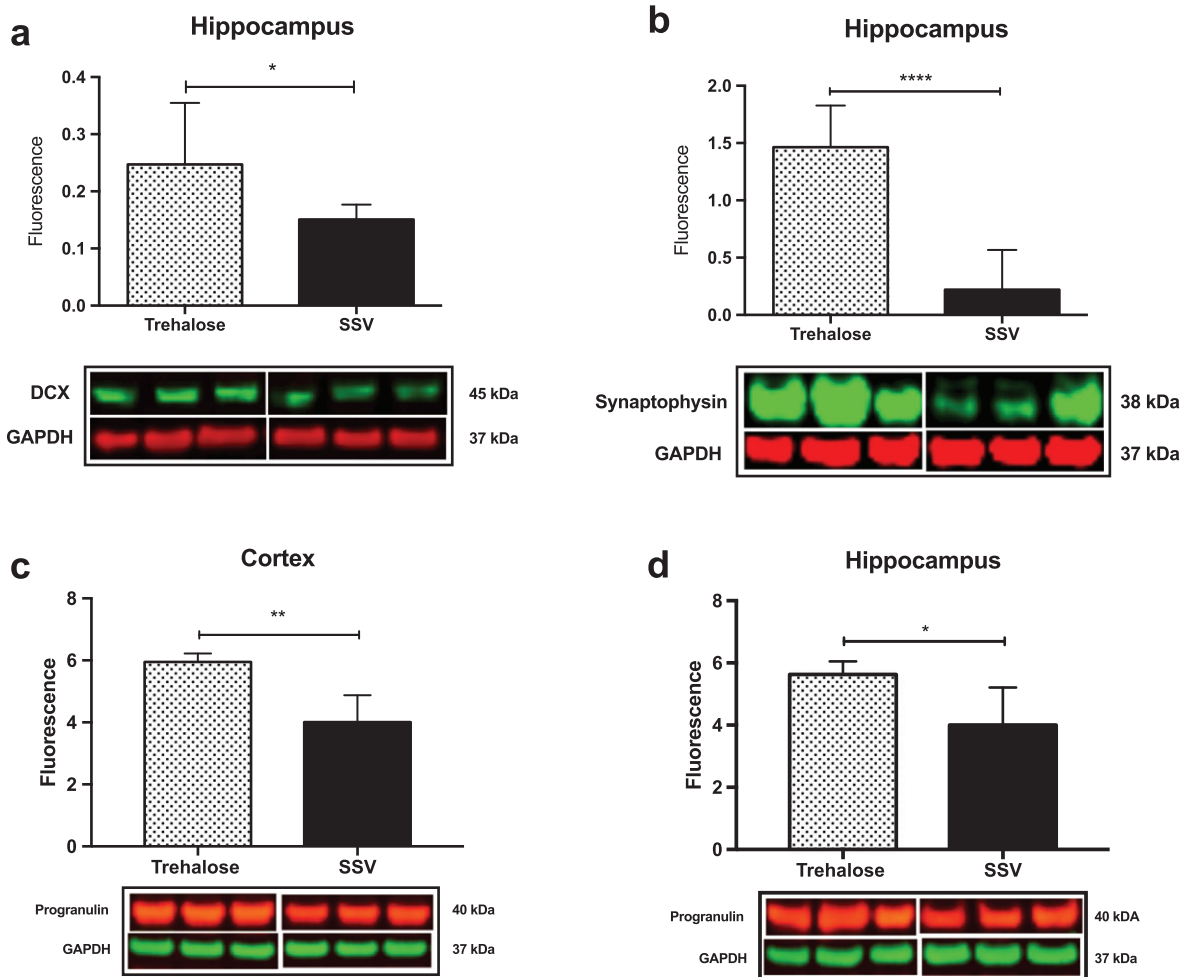 a
Hippocampus
*
Fluorescence
0.4
0.3
0.2
0.1
0.0
Trehalose SSV
DCX 45 kDa
GAPDH 37 kDa
b
Hippocampus
****
Fluorescence
2.0
1.5
1.0
0.5
0.0
Trehalose SSV
Synaptophysin 38 kDa
GAPDH 37 kDa
c
Cortex
**
Fluorescence
8
6
4
2
0
Trehalose SSV
Progranulin 40 kDa
GAPDH 37 kDa
d
Hippocampus
*
Fluorescence
8
6
4
2
0
Trehalose SSV
Progranulin 40 kDA
GAPDH 37 kDa